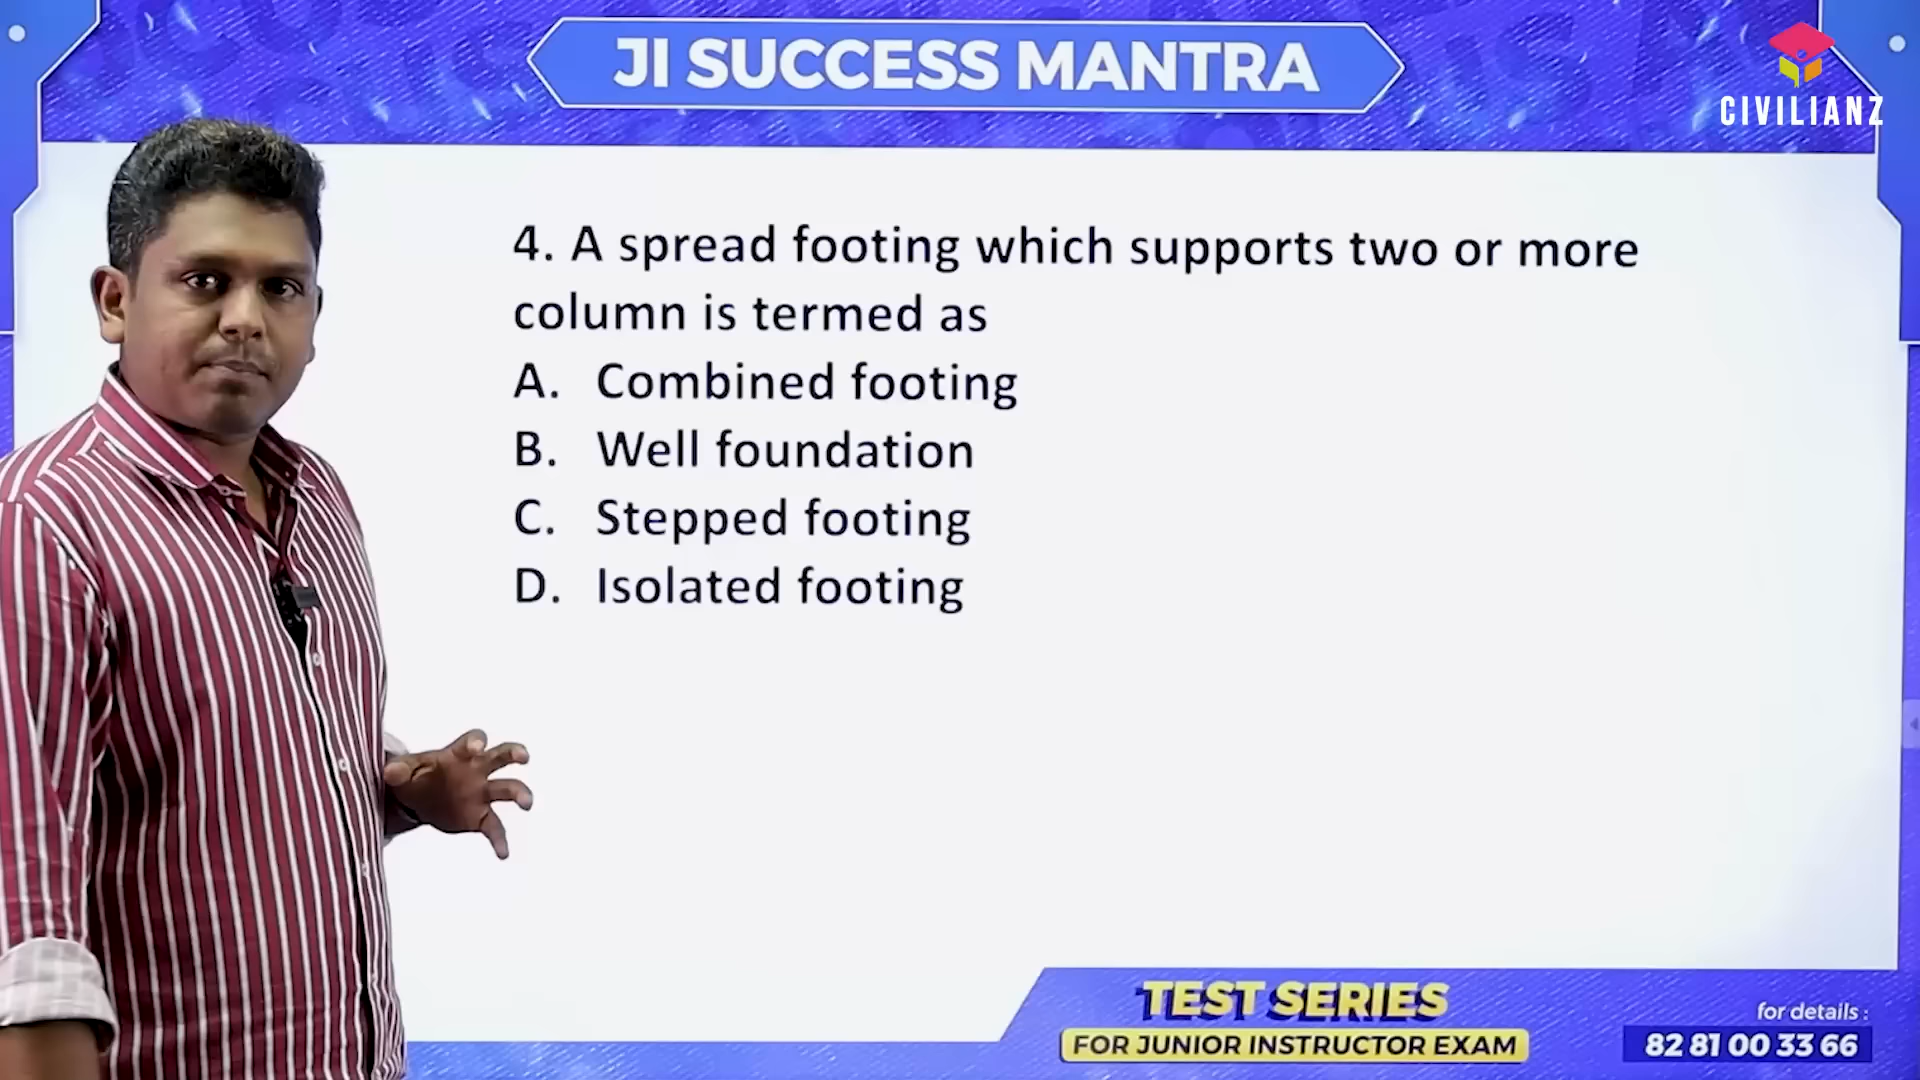 JI SUCCESS MANTRA
CIVILIANZ
4. A spread footing which supports two or more
column is termed as
A. Combined footing
B. Well foundation
C. Stepped footing
D. Isolated footing
TEST SERIES
FOR JUNIOR INSTRUCTOR EXAM
for details :
82 81 00 33 66